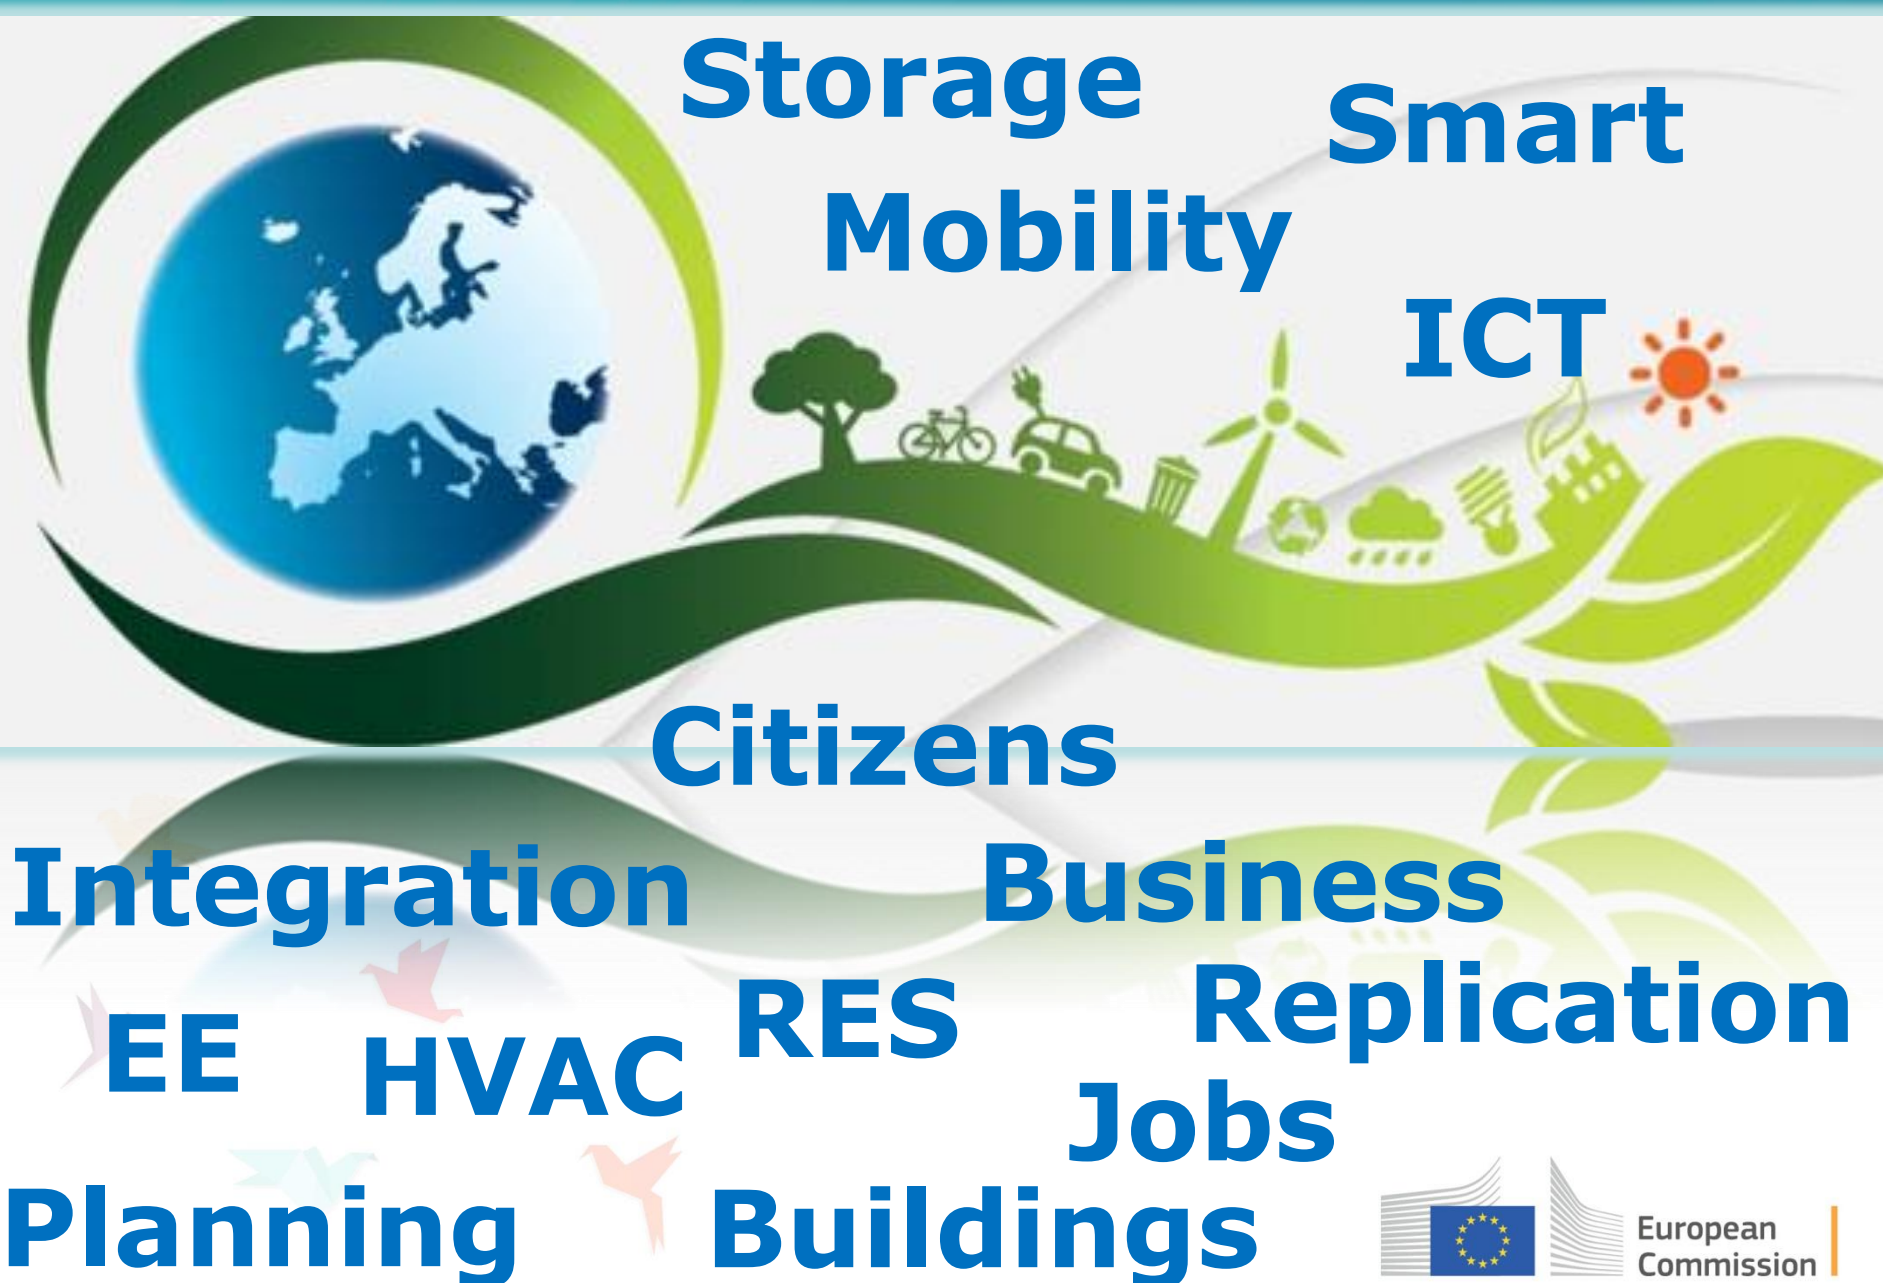 Storage
Smart
Mobility
ICT
Citizens
Integration
Business
RES
Replication
EE
HVAC
Jobs
Planning
Buildings
European
Commission